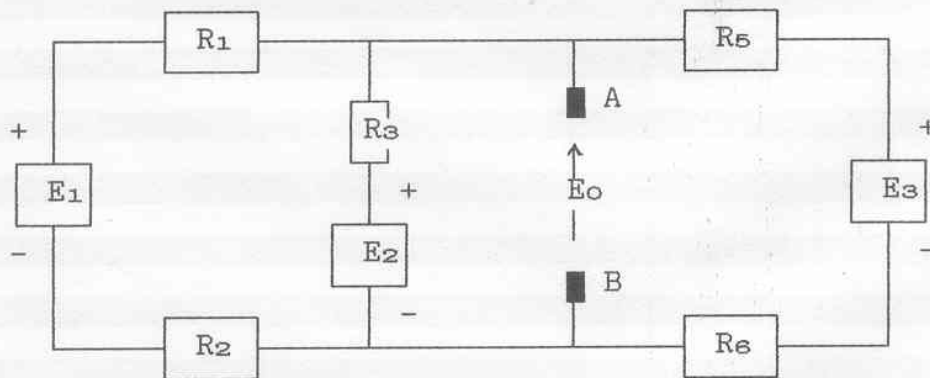 R1
R5
A
R3
+
+
+
E1
E0
E3
E2
-
-
B
-
R2
R6